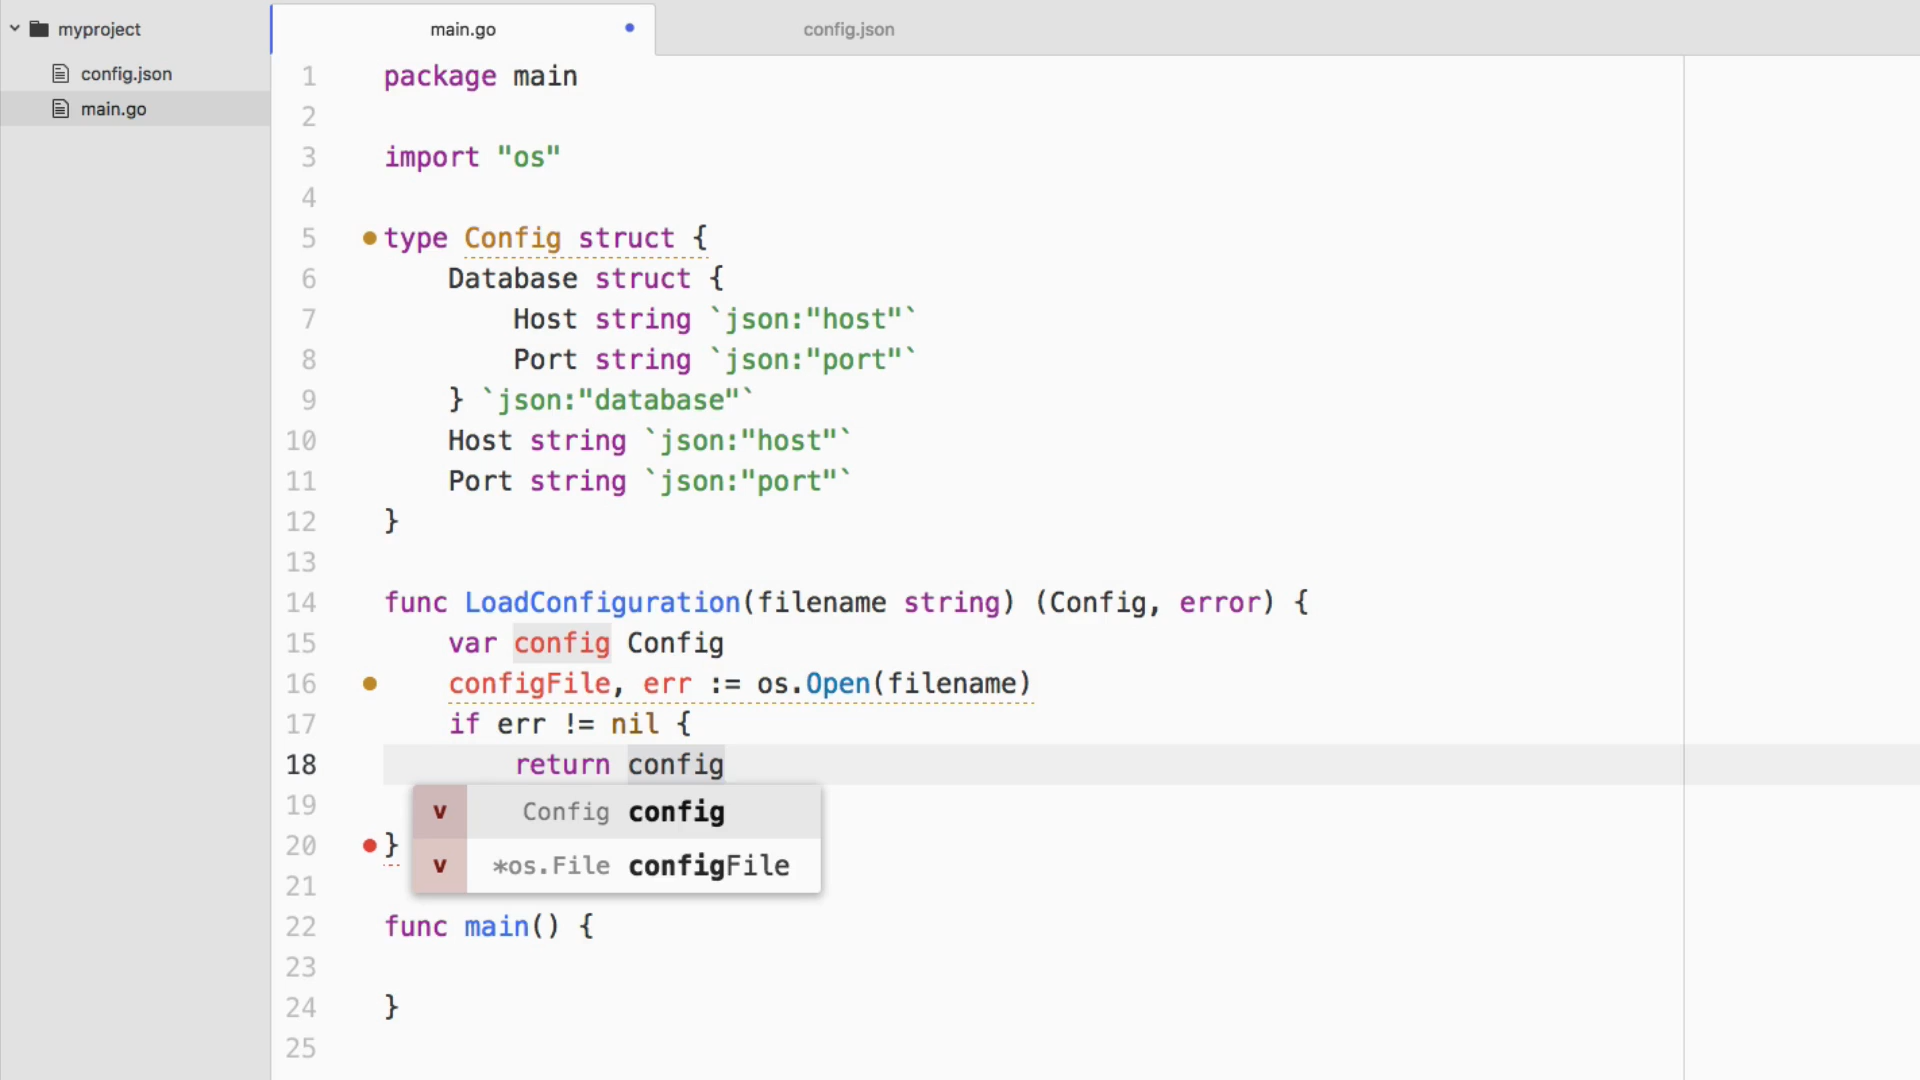 myproject
config.json
main.go
main.go
config.json
1 package main
2
3 import "os"
4
5 type Config struct {
6 Database struct {
7 Host string `json:"host"`
8 Port string `json:"port"`
9 } `json:"database"`
10 Host string `json:"host"`
11 Port string `json:"port"`
12 }
13
14 func LoadConfiguration(filename string) (Config, error) {
15 var config Config
16 configFile, err := os.Open(filename)
17 if err != nil {
18 return config
19
v Config config
20 }
v *os.File configFile
21
22 func main() {
23
24 }
25